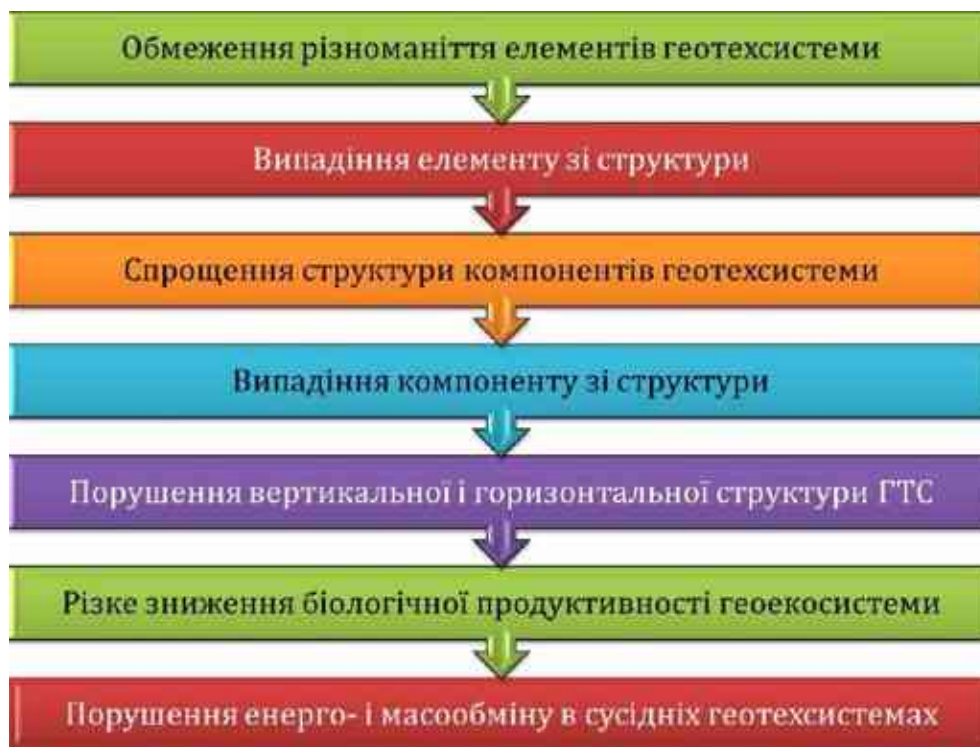 Обмеження різноманіття елементів геотехсистеми
Випадіння елементу зі структури
Спрощення структури компонентів геотехсистеми
Випадіння компоненту зі структури
Порушення вертикальної і горизонтальної структури ГТС
Різке зниження біологічної продуктивності геоекосистеми
Порушення енерго- і масообміну в сусідніх геотехсистемах